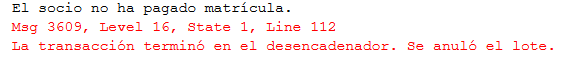 El socio no ha pagado matrícula.
Msg 3609, Level 16, State 1, Line 112
La transacción terminó en el desencadenador. Se anuló el lote.